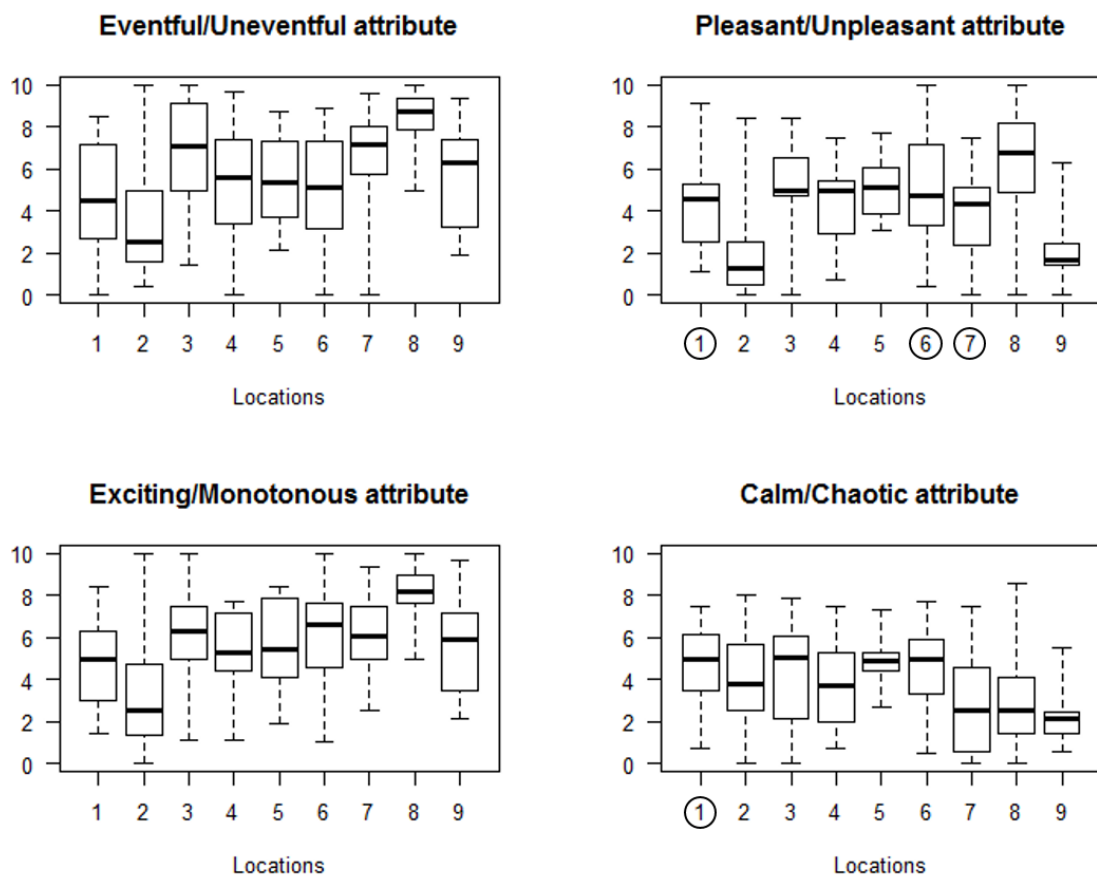 Eventful/Uneventful attribute
10
8
6
4
2
0
1 2 3 4 5 6 7 8 9
Locations
Pleasant/Unpleasant attribute
10
8
6
4
2
0
1 2 3 4 5 6 7 8 9
Locations
Exciting/Monotonous attribute
10
8
6
4
2
0
1 2 3 4 5 6 7 8 9
Locations
Calm/Chaotic attribute
10
8
6
4
2
0
1 2 3 4 5 6 7 8 9
Locations